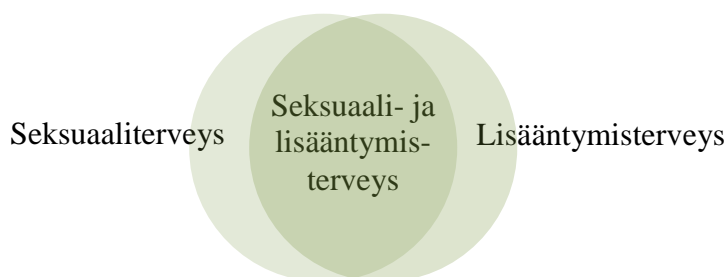 Seksuaaliterveys
Seksuaali- ja
lisääntymis-
terveys
Lisääntymisterveys